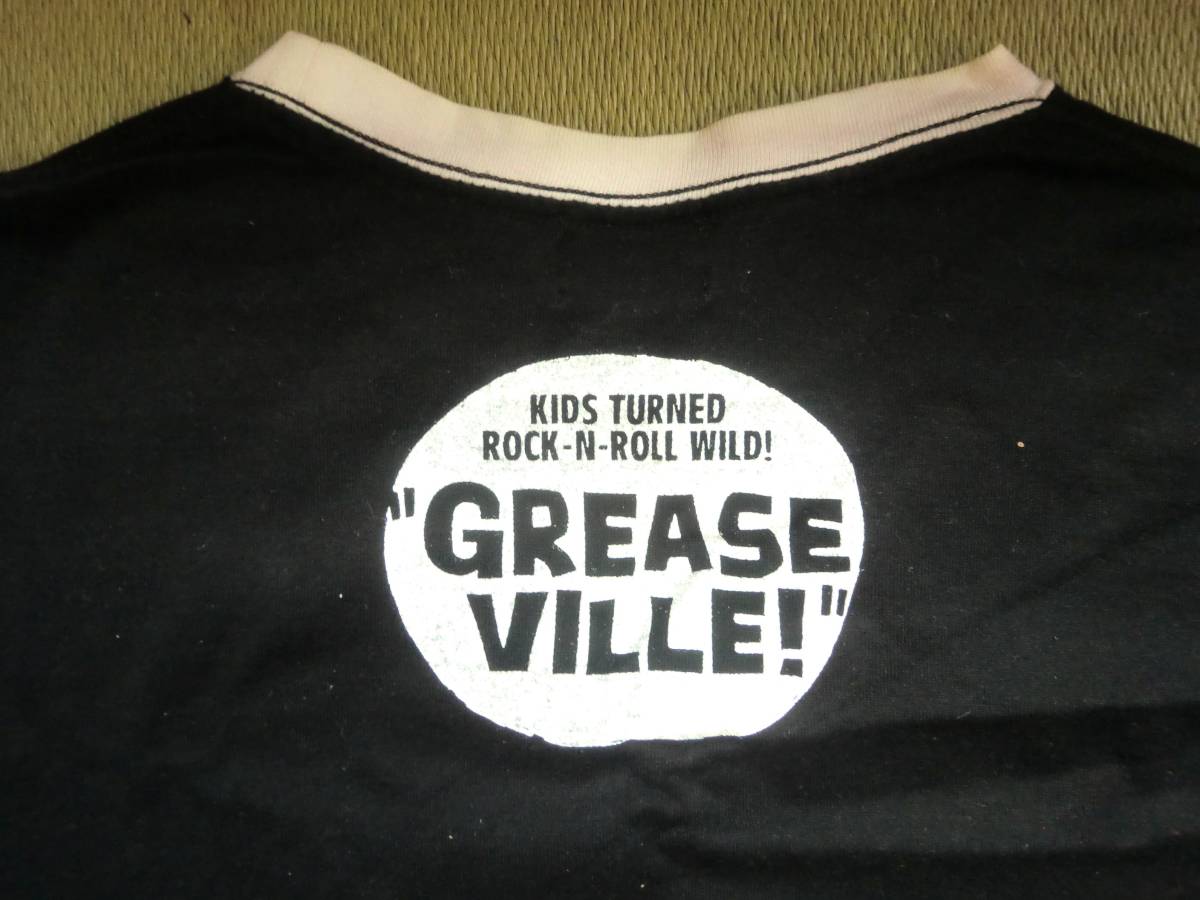 KIDS TURNED
ROCK-N-ROLL WILD!
"GREASE
VILLE!"